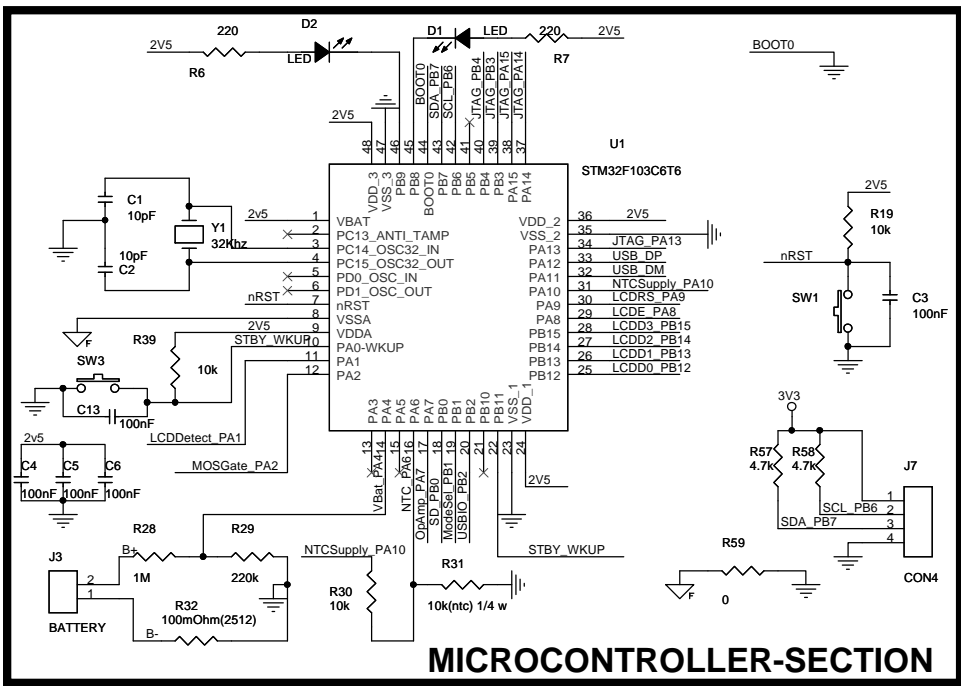 D2
220
2V5
R6
LED
D1
LED
220
2V5
R7
BOOT0
2V5
BOOT0
SDA_PB7
SCL_PB6
JTAG_PB4
JTAG_PB3
JTAG_PA15
JTAG_PA14
U1
STM32F103C6T6
48
47
46
45
44
43
42
41
40
39
38
37
VDD_3
VSS_3
PB9
PB8
BOOT0
PB7
PB6
PB5
PB4
PB3
PA15
PA14
C1
10pF
10pF
C2
Y1
32Khz
2v5
1 VBAT
2 PC13_ANTI_TAMP
3 PC14_OSC32_IN
4 PC15_OSC32_OUT
5 PD0_OSC_IN
6 PD1_OSC_OUT
nRST 7 nRST
8 VSSA
2V5 9 VDDA
STBY_WKUP 10 PA0-WKUP
11 PA1
12 PA2
VDD_2 36 2V5
VSS_2 35
PA13 34 JTAG_PA13
PA12 33 USB_DP
PA11 32 USB_DM
PA10 31 NTCSupply_PA10
PA9 30 LCDRS_PA9
PA8 29 LCDE_PA8
PB15 28 LCDD3_PB15
PB14 27 LCDD2_PB14
PB13 26 LCDD1_PB13
PB12 25 LCDD0_PB12
2V5
R19
10k
nRST
SW1
C3
100nF
F
R39
10k
SW3
C13
100nF
LCDDetect_PA1
MOSGate_PA2
2v5
C4
C5
C6
100nF
100nF
100nF
PA3
PA4
PA5
PA6
PA7
PB0
PB1
PB2
PB10
PB11
VSS_1
VDD_1
13
14
15
16
17
18
19
20
21
22
23
24
VBat_PA4
NTC_PA6
OpAmp_PA7
SD_PB0
ModeSel_PB1
USBIO_PB2
2V5
STBY_WKUP
3V3
R57
4.7k
R58
4.7k
J7
1
SCL_PB6 2
SDA_PB7 3
4
CON4
R59
0
F
J3
B+
R28
1M
R29
220k
2
1
BATTERY
R32
100mOhm(2512)
B-
NTCSupply_PA10
R30
10k
R31
10k(ntc) 1/4 w
MICROCONTROLLER-SECTION